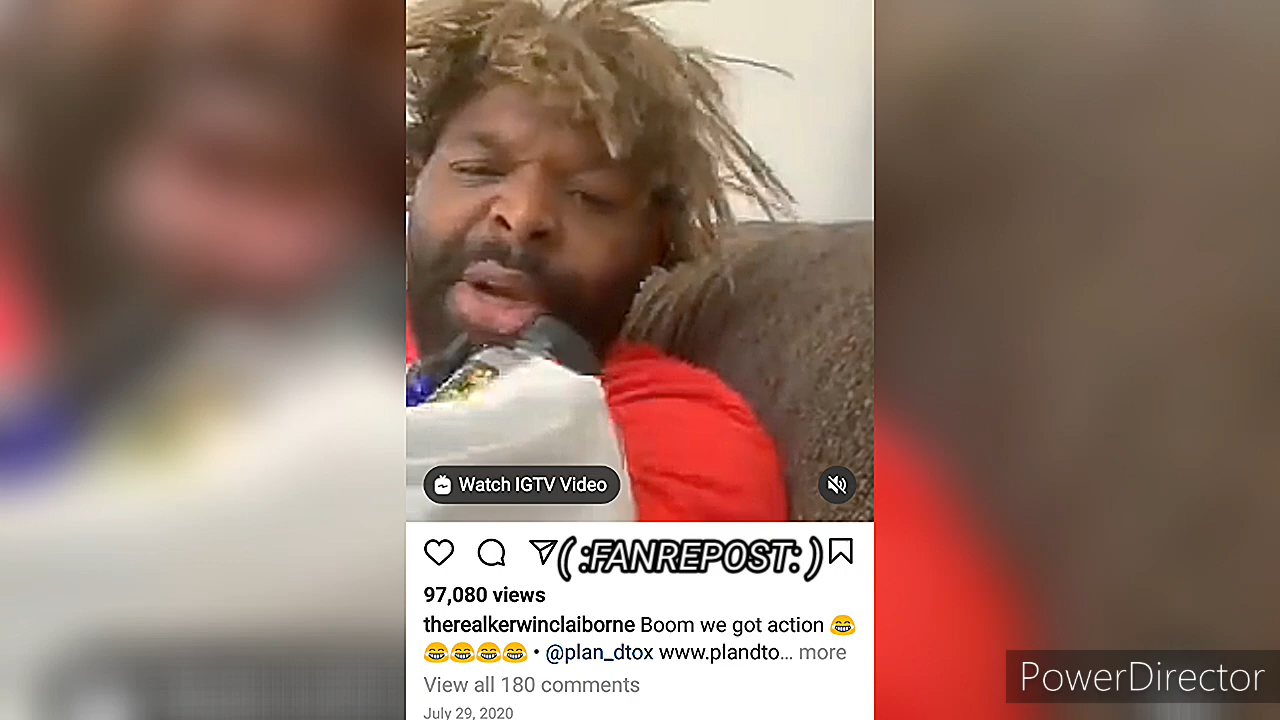 Watch IGTV Video
( :FANREPOST: )
97,080 views
therealkerwinclaiborne Boom we got action 😂
😂😂😂😂 • @plan_dtox www.plandto... more
View all 180 comments
July 29, 2020
PowerDirector